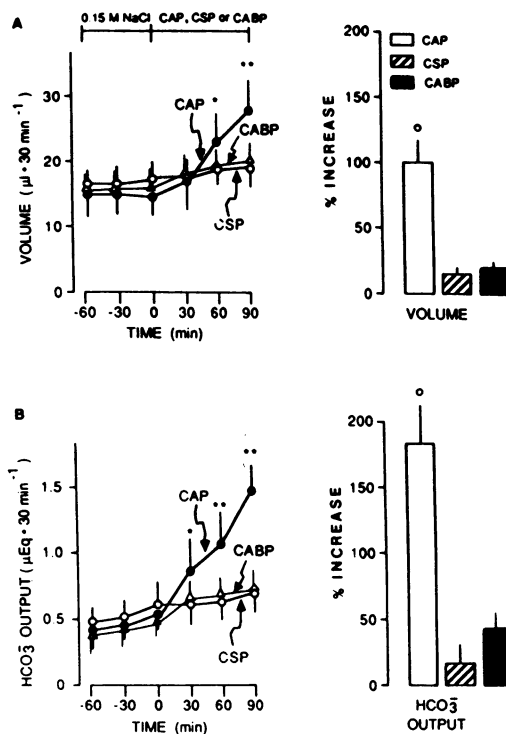 A
0.15 M NaCl CAP, CSP or CABP
VOLUME ( µl · 30 min⁻¹ )
30
20
10
0
CAP
CABP
CSP
-60 -30 0 30 60 90
TIME (min)
% INCREASE
200
150
100
50
0
CAP
CSP
CABP
VOLUME
B
HCO3̄ OUTPUT ( µEq · 30 min⁻¹ )
1.5
1.0
0.5
0
CAP
CABP
CSP
-60 -30 0 30 60 90
TIME (min)
% INCREASE
200
150
100
50
0
HCO3̄
OUTPUT